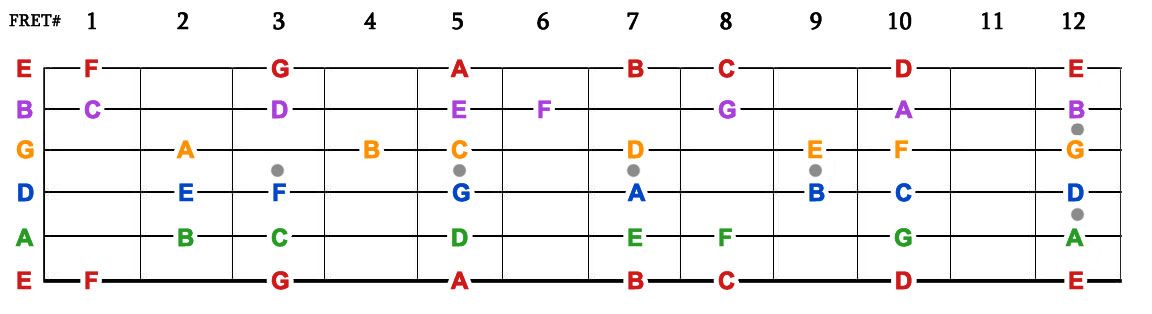 FRET# 1 2 3 4 5 6 7 8 9 10 11 12
E F G A B C D E
B C D E F G A B
G A B C D E F G
D E F G A B C D
A B C D E F G A
E F G A B C D E